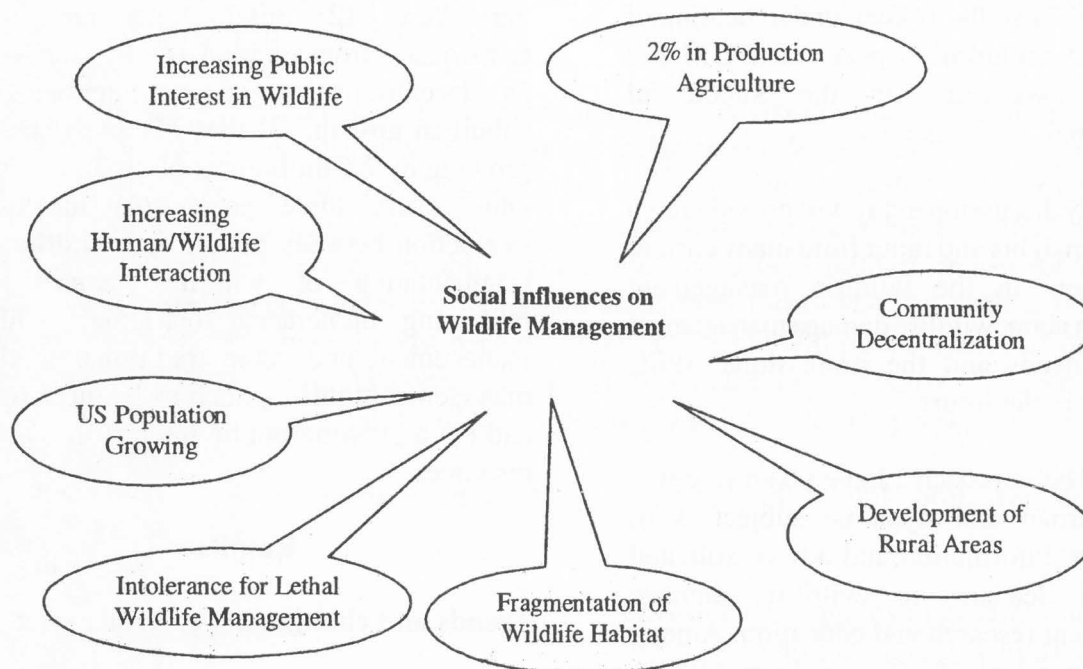 Increasing Public
Interest in Wildlife
2% in Production
Agriculture
Increasing
Human/Wildlife
Interaction
Social Influences on
Wildlife Management
Community
Decentralization
US Population
Growing
Development of
Rural Areas
Intolerance for Lethal
Wildlife Management
Fragmentation of
Wildlife Habitat